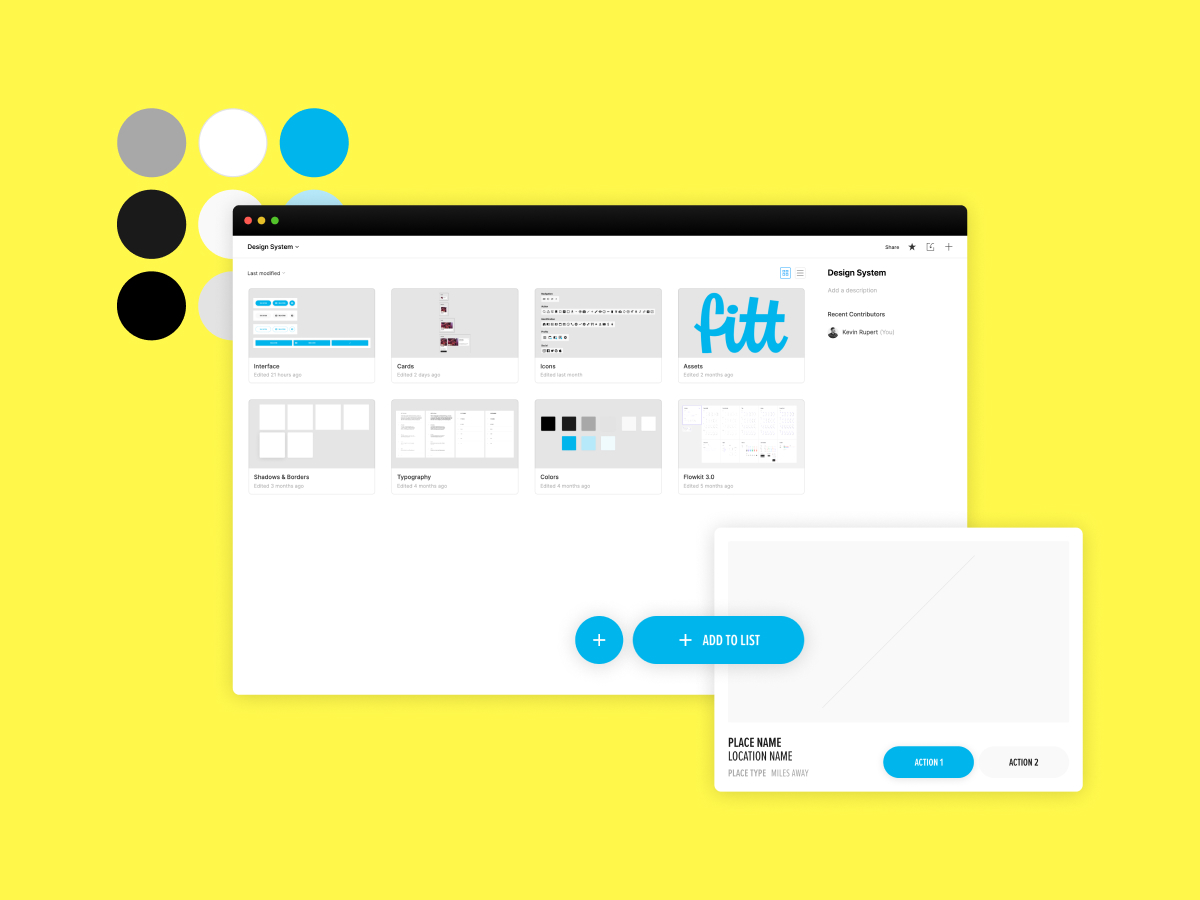 Design System
Share
Last modified
Design System
Add a description
Recent Contributors
Kevin Rupert (You)
fitt
Interface
Edited 21 hours ago
Cards
Edited 2 days ago
Icons
Edited last month
Assets
Edited 2 months ago
Shadows & Borders
Edited 3 months ago
Typography
Edited 4 months ago
Colors
Edited 4 months ago
Flowkit 3.0
Edited 5 months ago
ADD TO LIST
PLACE NAME
LOCATION NAME
PLACE TYPE MILES AWAY
ACTION 1
ACTION 2